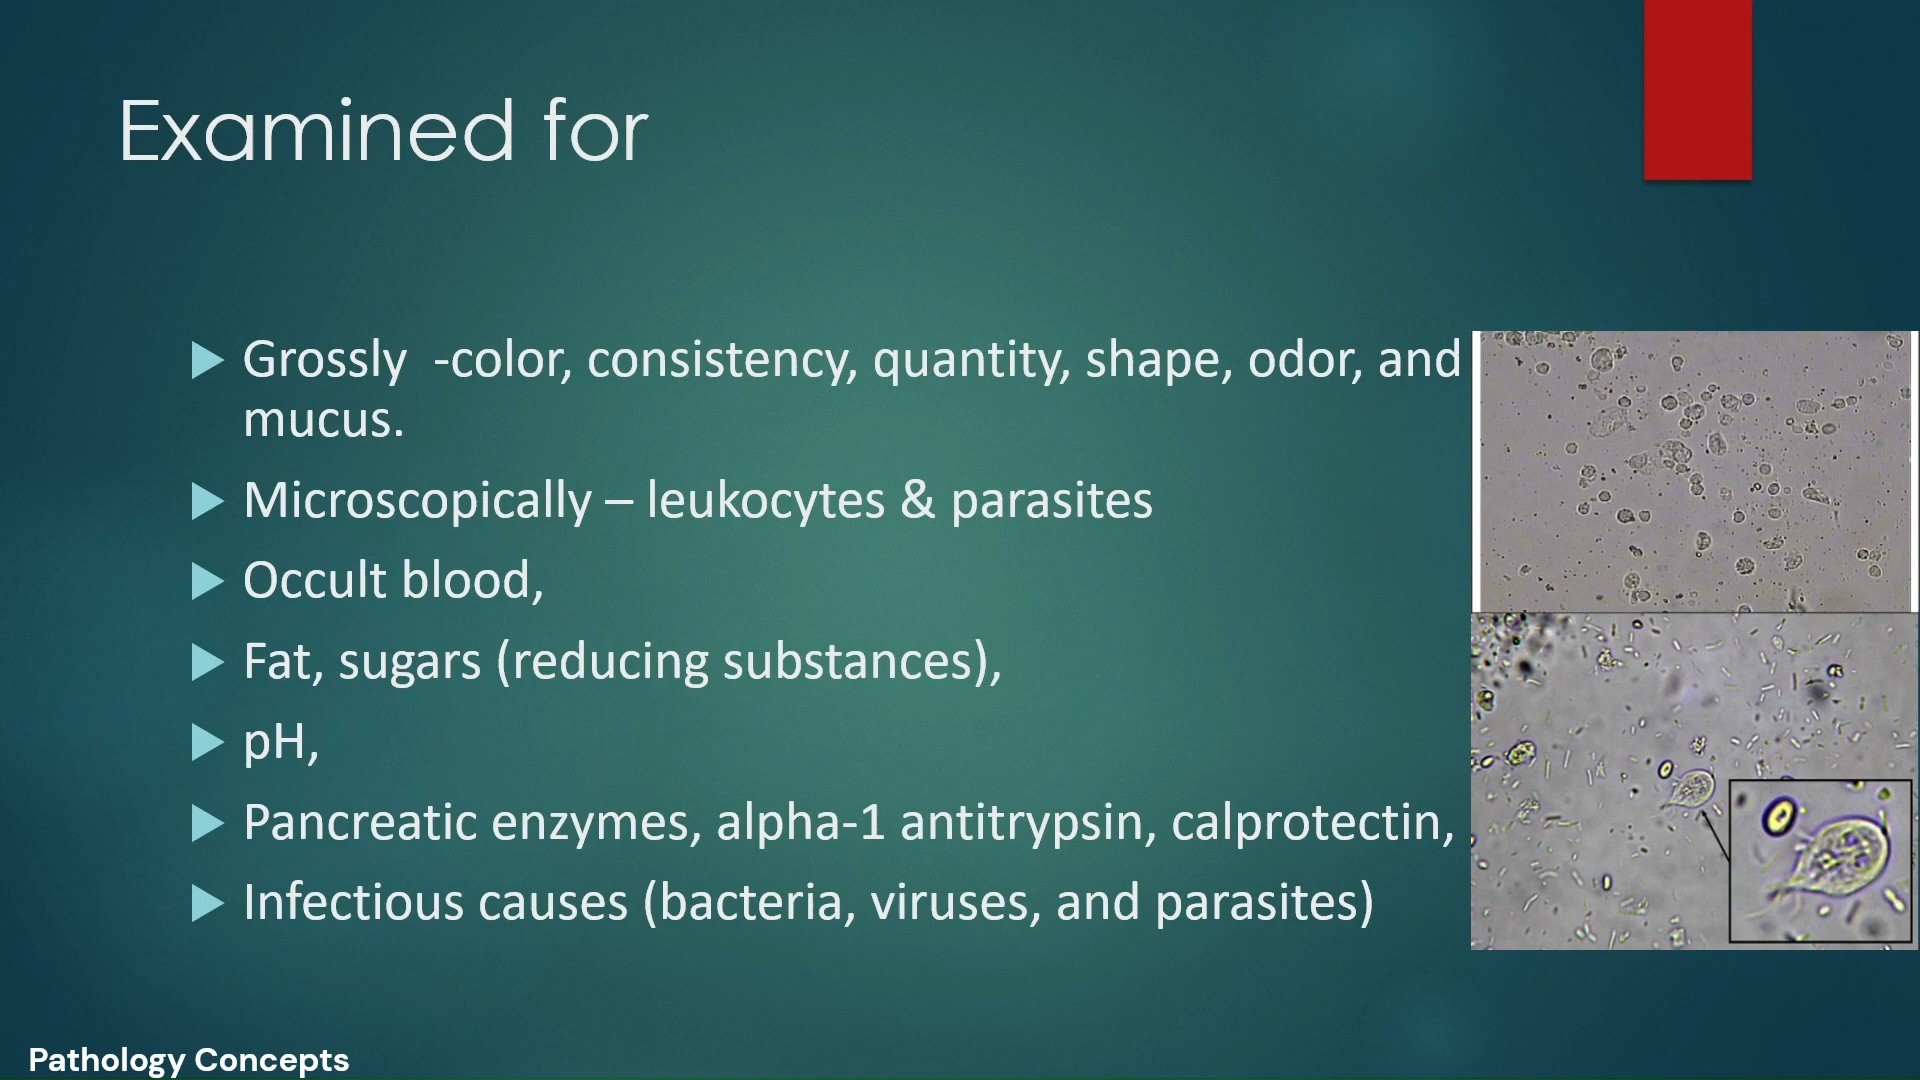 Examined for
Grossly  -color, consistency, quantity, shape, odor, and
mucus.
Microscopically – leukocytes & parasites
Occult blood,
Fat, sugars (reducing substances),
pH,
Pancreatic enzymes, alpha-1 antitrypsin, calprotectin,
Infectious causes (bacteria, viruses, and parasites)
Pathology Concepts